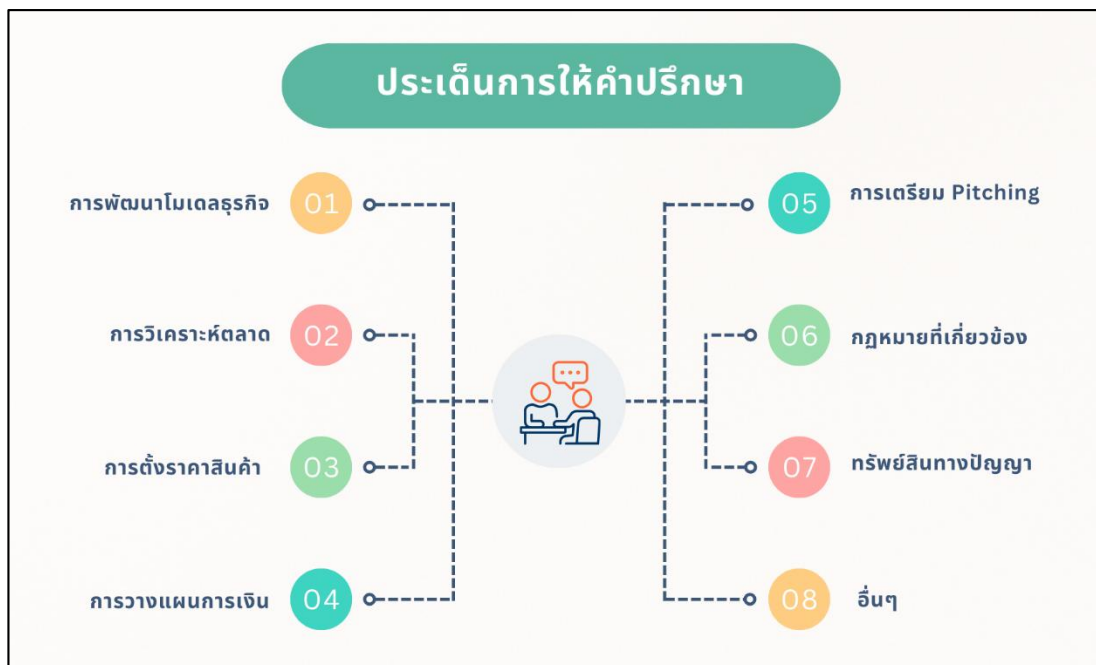 ประเด็นการให้คำปรึกษา
การพัฒนาโมเดลธุรกิจ 01
การวิเคราะห์ตลาด 02
การตั้งราคาสินค้า 03
การวางแผนการเงิน 04
05 การเตรียม Pitching
06 กฎหมายที่เกี่ยวข้อง
07 ทรัพย์สินทางปัญญา
08 อื่นๆ